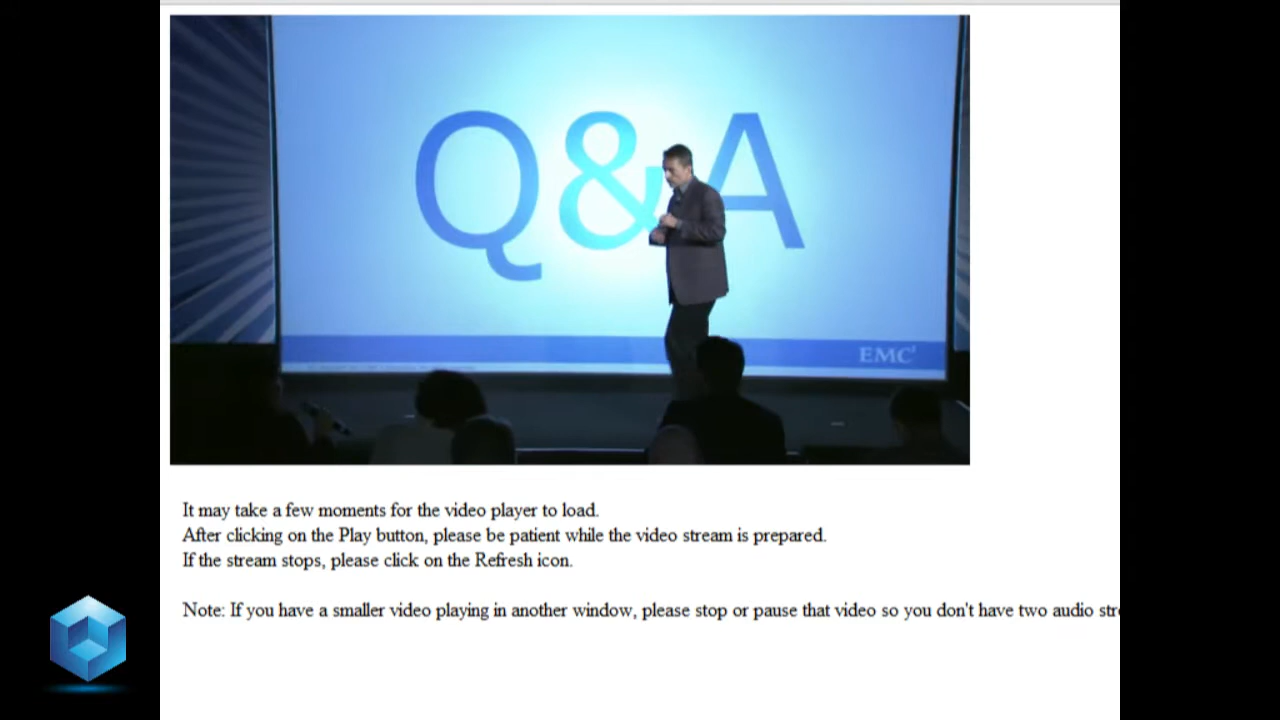 Q&A
EMC²
It may take a few moments for the video player to load.
After clicking on the Play button, please be patient while the video stream is prepared.
If the stream stops, please click on the Refresh icon.
Note: If you have a smaller video playing in another window, please stop or pause that video so you don't have two audio str